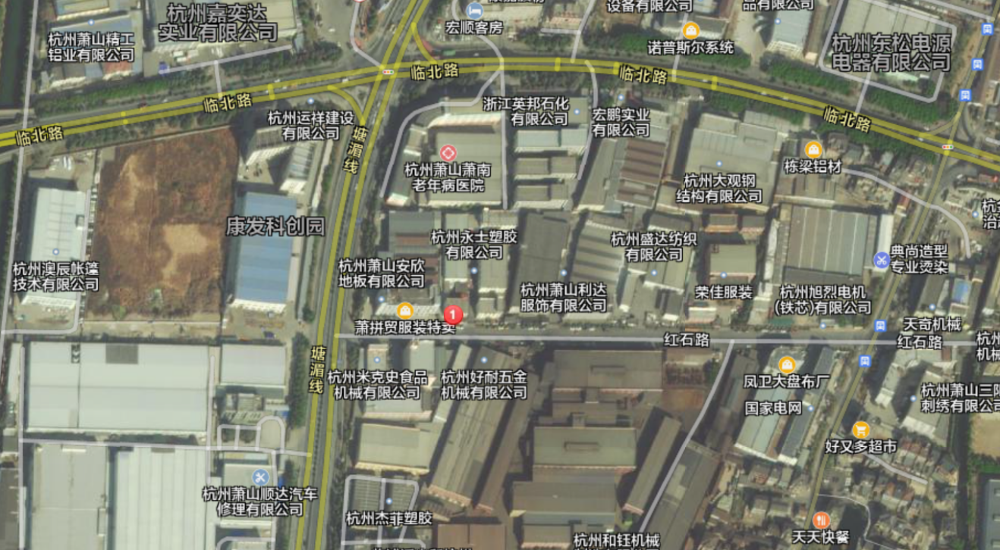 设备有限公司
品有限公司
杭州嘉奕达
实业有限公司
杭州萧山精工
铝业有限公司
宏顺客房
诺普斯尔系统
杭州东松电源
电器有限公司
临北路
临北路
临北路
临北路
临北路
杭州运祥建设
有限公司
浙江英邦石化
有限公司
宏鹏实业
有限公司
塘湄线
栋梁铝材
杭州萧山萧南
老年病医院
杭州大观钢
结构有限公司
康发科创园
杭州永士塑胶
有限公司
杭州盛达纺织
有限公司
典尚造型
专业烫染
杭州澳辰帐篷
技术有限公司
杭州萧山安欣
地板有限公司
杭州萧山利达
服饰有限公司
荣佳服装
杭州旭烈电机
(铁芯)有限公司
1
萧拼贸服装特卖
天奇机械
红石路
红石路
杭州
机械
塘湄线
杭州米克史食品
机械有限公司
杭州好耐五金
机械有限公司
凤卫大盘布厂
国家电网
杭州萧山三阳
刺绣有限公司
好又多超市
杭州萧山顺达汽车
修理有限公司
杭州杰菲塑胶
天天快餐
杭州和钰机械